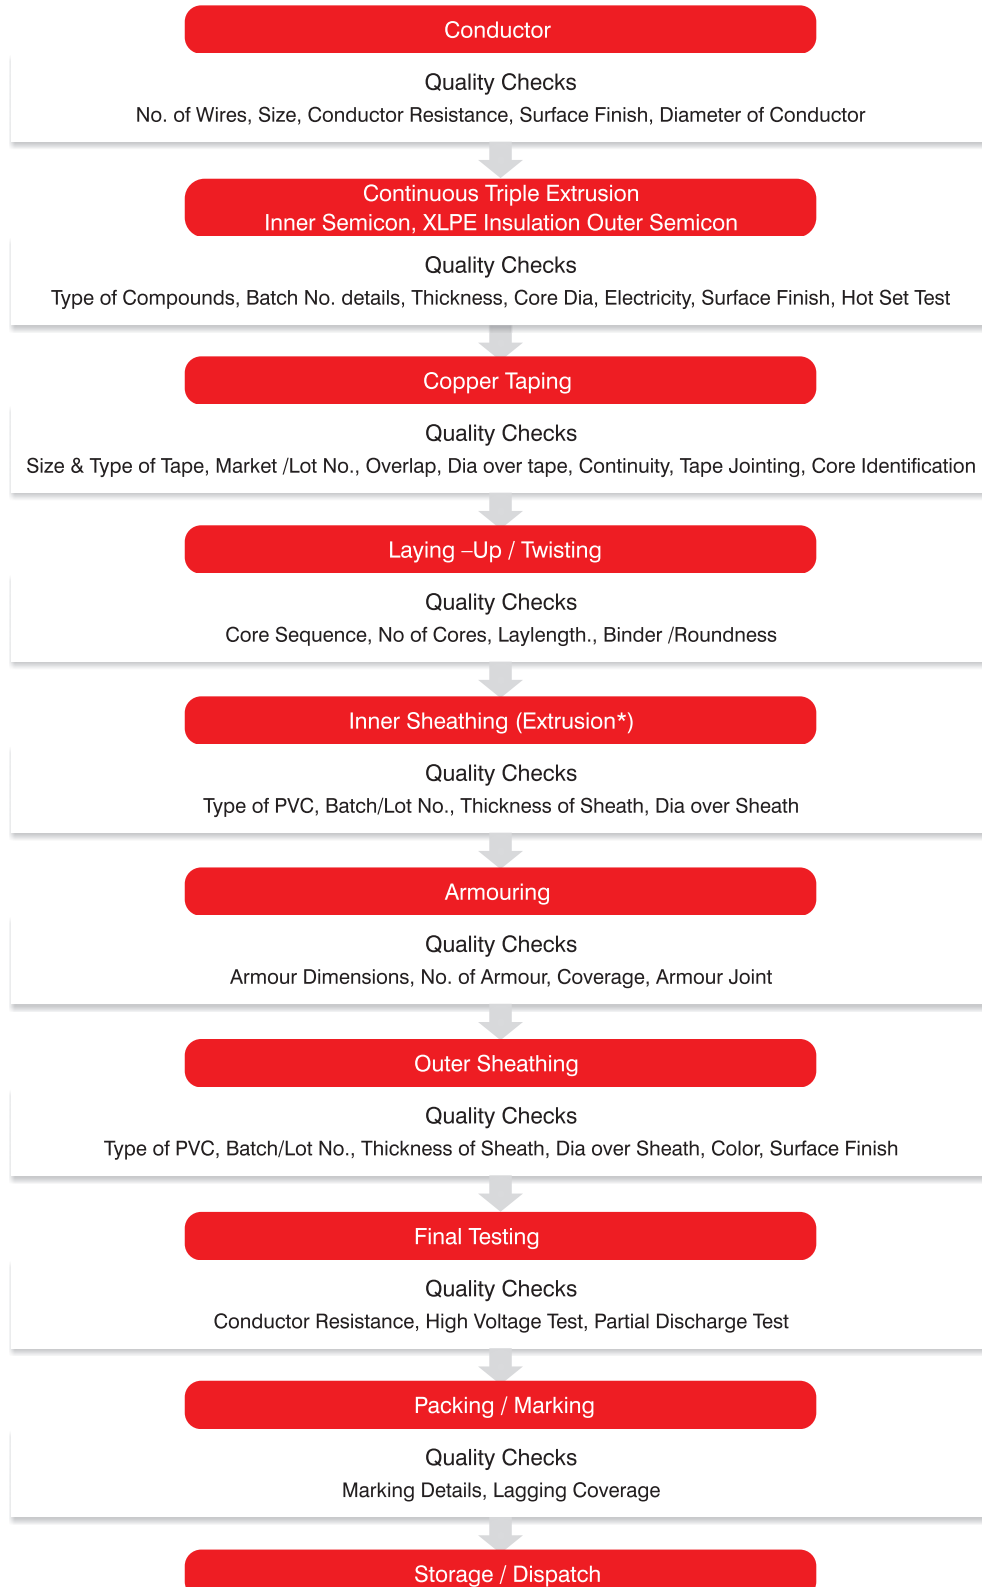 Conductor
Quality Checks
No. of Wires, Size, Conductor Resistance, Surface Finish, Diameter of Conductor
Continuous Triple Extrusion
Inner Semicon, XLPE Insulation Outer Semicon
Quality Checks
Type of Compounds, Batch No. details, Thickness, Core Dia, Electricity, Surface Finish, Hot Set Test
Copper Taping
Quality Checks
Size & Type of Tape, Market /Lot No., Overlap, Dia over tape, Continuity, Tape Jointing, Core Identification
Laying –Up / Twisting
Quality Checks
Core Sequence, No of Cores, Laylength., Binder /Roundness
Inner Sheathing (Extrusion*)
Quality Checks
Type of PVC, Batch/Lot No., Thickness of Sheath, Dia over Sheath
Armouring
Quality Checks
Armour Dimensions, No. of Armour, Coverage, Armour Joint
Outer Sheathing
Quality Checks
Type of PVC, Batch/Lot No., Thickness of Sheath, Dia over Sheath, Color, Surface Finish
Final Testing
Quality Checks
Conductor Resistance, High Voltage Test, Partial Discharge Test
Packing / Marking
Quality Checks
Marking Details, Lagging Coverage
Storage / Dispatch